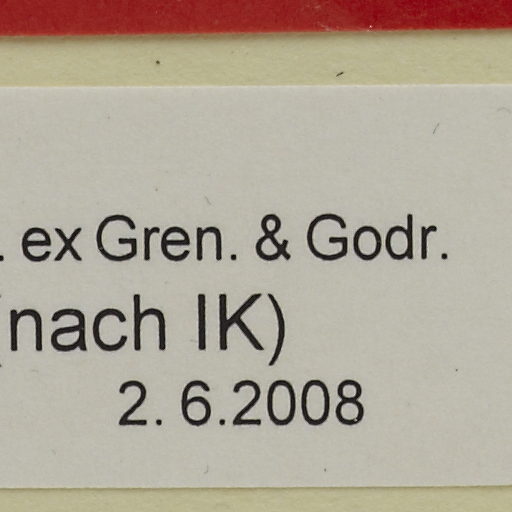 . ex Gren. & Godr.
(nach IK)
2. 6.2008